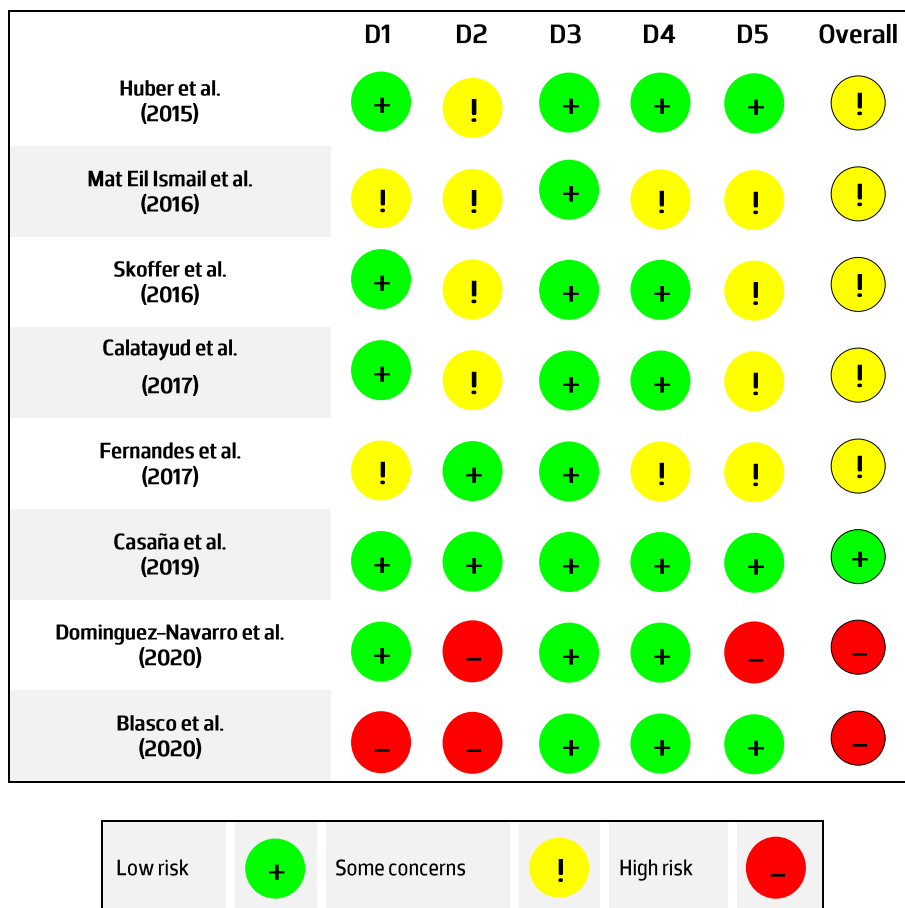 D1 D2 D3 D4 D5 Overall
Huber et al.
(2015)
+ ! + + + !
Mat Eil Ismail et al.
(2016)
! ! + ! ! !
Skoffer et al.
(2016)
+ ! + + ! !
Calatayud et al.
(2017)
+ ! + + ! !
Fernandes et al.
(2017)
! + + ! ! !
Casaña et al.
(2019)
+ + + + + +
Dominguez-Navarro et al.
(2020)
+ - + + - -
Blasco et al.
(2020)
- - + + + -
Low risk + Some concerns ! High risk -